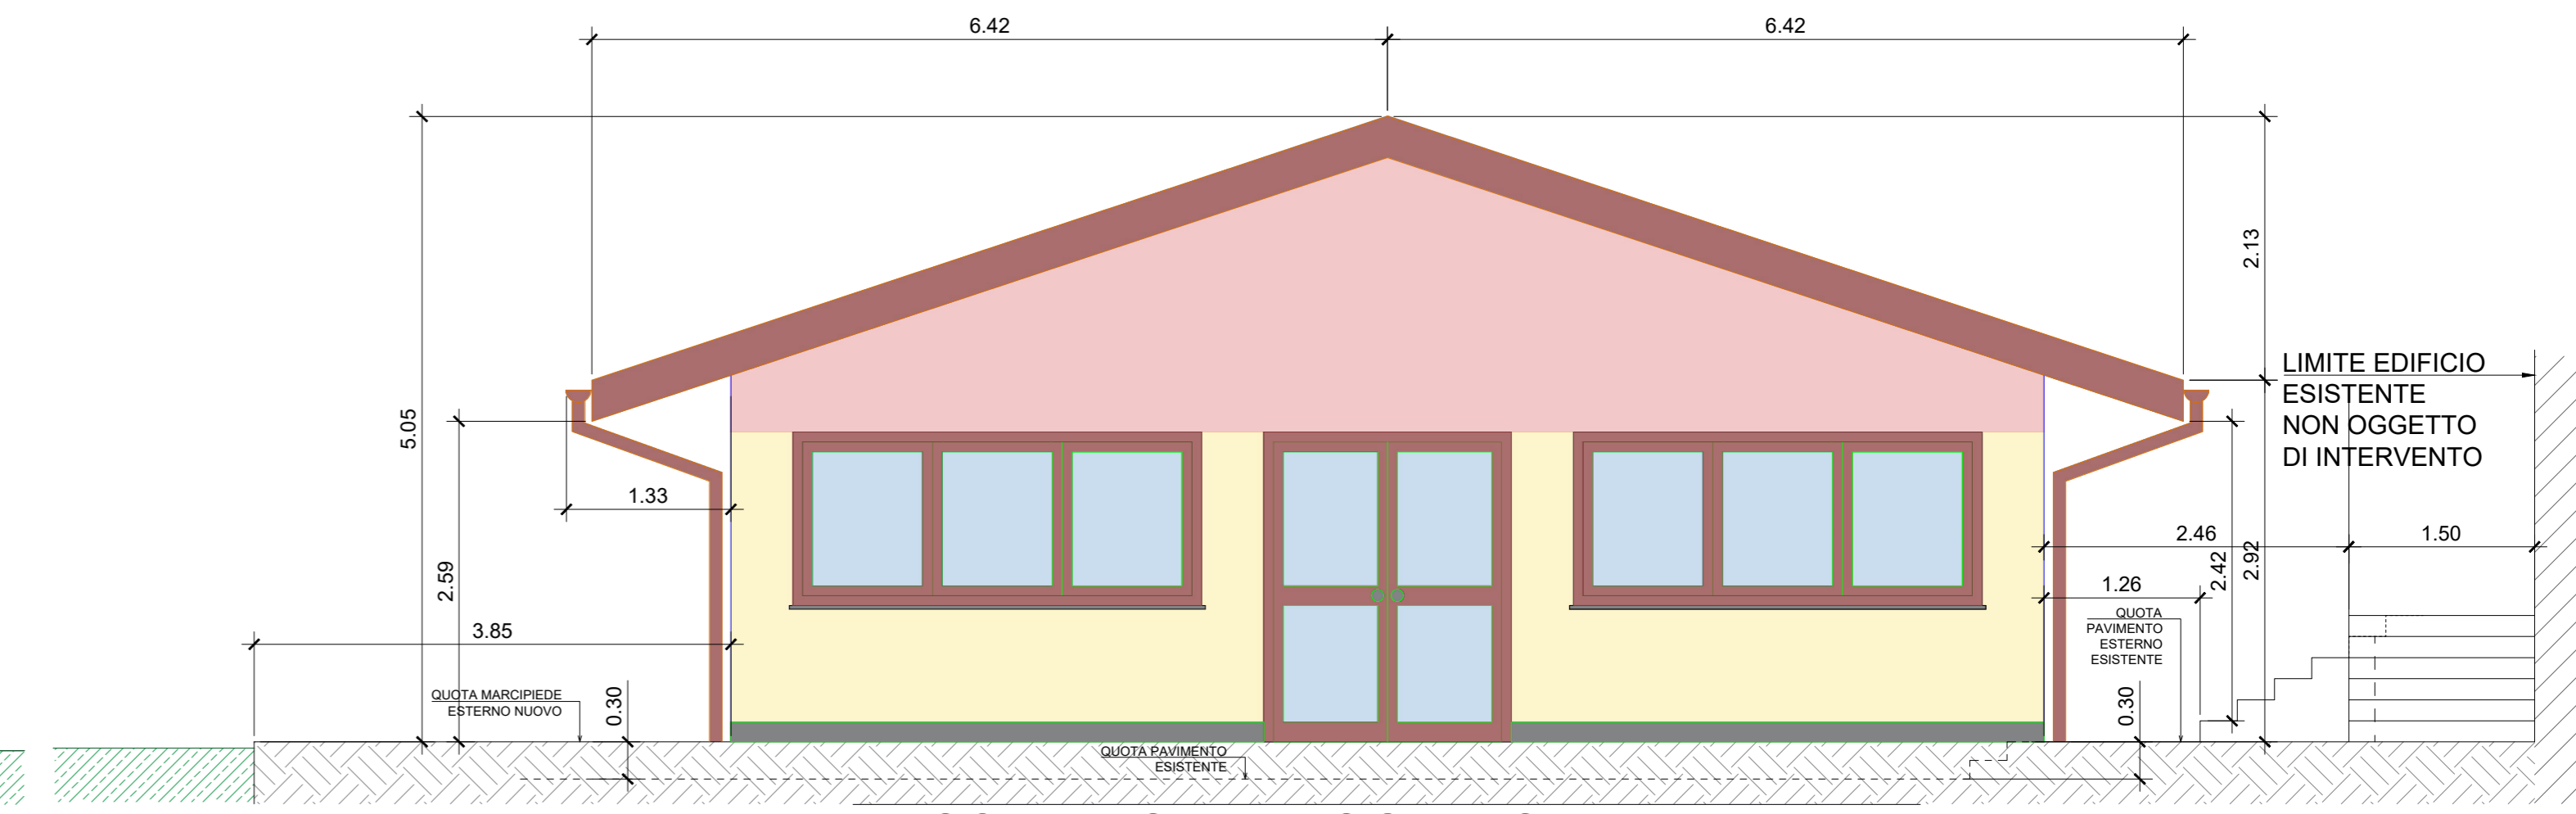 6.42
6.42
5.05
2.13
LIMITE EDIFICIO
ESISTENTE
NON OGGETTO
DI INTERVENTO
1.33
2.59
2.46
1.50
2.42
2.92
1.26
3.85
QUOTA
PAVIMENTO
ESTERNO
ESISTENTE
QUOTA MARCIPIEDE
ESTERNO NUOVO
0.30
0.30
QUOTA PAVIMENTO
ESISTENTE